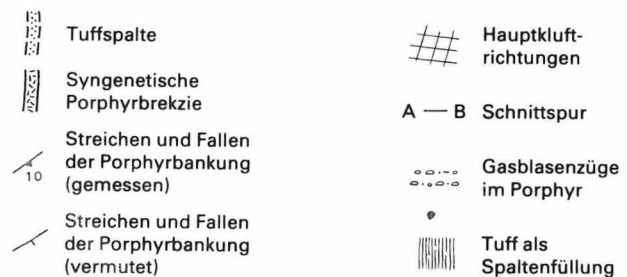 Tuffspalte
Syngenetische
Porphyrbrekzie
10
Streichen und Fallen
der Porphyrbankung
(gemessen)
Streichen und Fallen
der Porphyrbankung
(vermutet)
Hauptkluft-
richtungen
A — B Schnittspur
Gasblasenzüge
im Porphyr
Tuff als
Spaltenfüllung